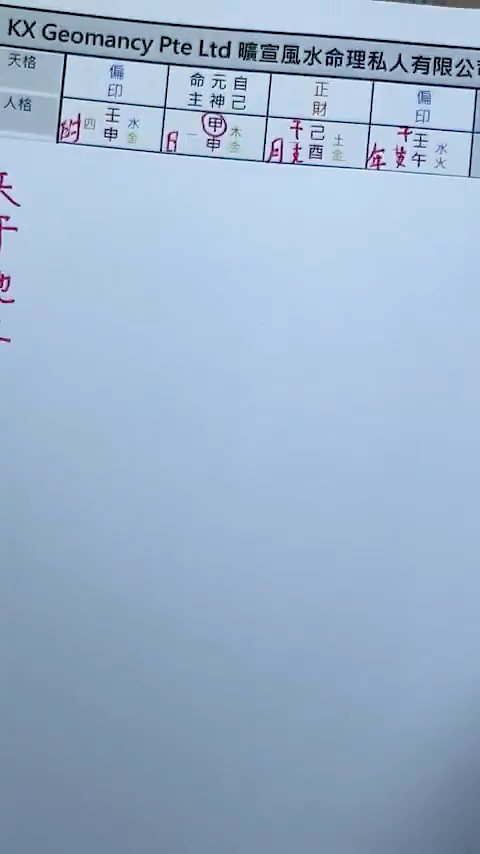 KX Geomancy Pte Ltd 曠宣風水命理私人有限公司
天格 偏印 命主 元神 自己 正財 偏印
人格 時 四 壬申 水金 日 一 甲申 木金 月 干支 己酉 土金 年 干支 壬午 水火
天
干
地